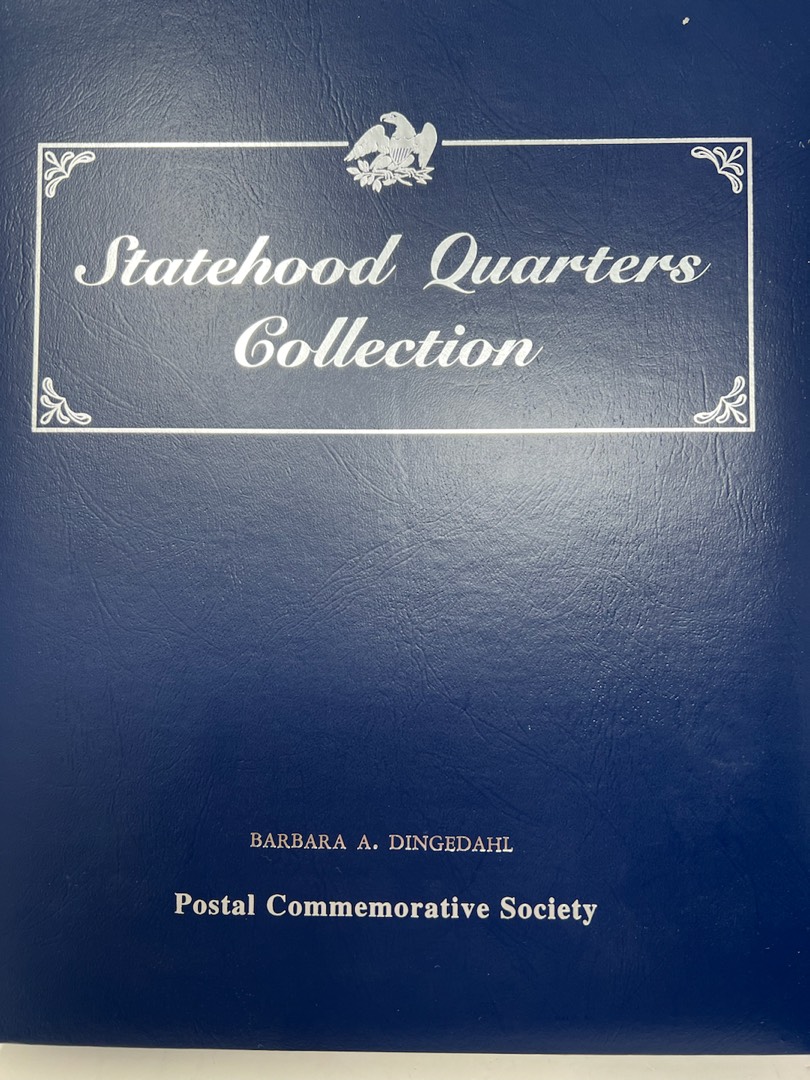 Statehood Quarters
Collection
BARBARA A. DINGEDAHL
Postal Commemorative Society